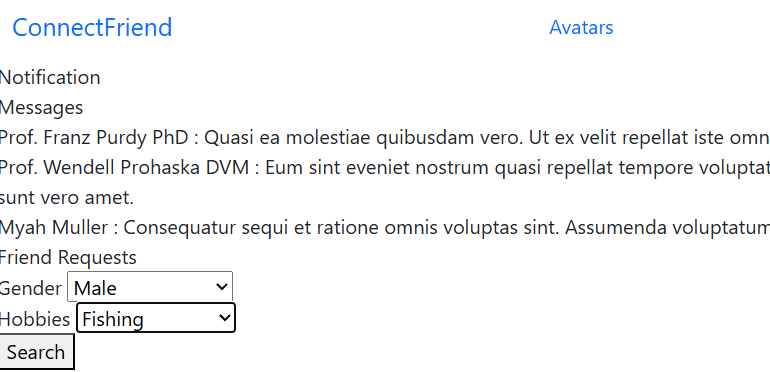 ConnectFriend Avatars
Notification
Messages
Prof. Franz Purdy PhD : Quasi ea molestiae quibusdam vero. Ut ex velit repellat iste omn
Prof. Wendell Prohaska DVM : Eum sint eveniet nostrum quasi repellat tempore voluptat
sunt vero amet.
Myah Muller : Consequatur sequi et ratione omnis voluptas sint. Assumenda voluptatum
Friend Requests
Gender Male
Hobbies Fishing
Search